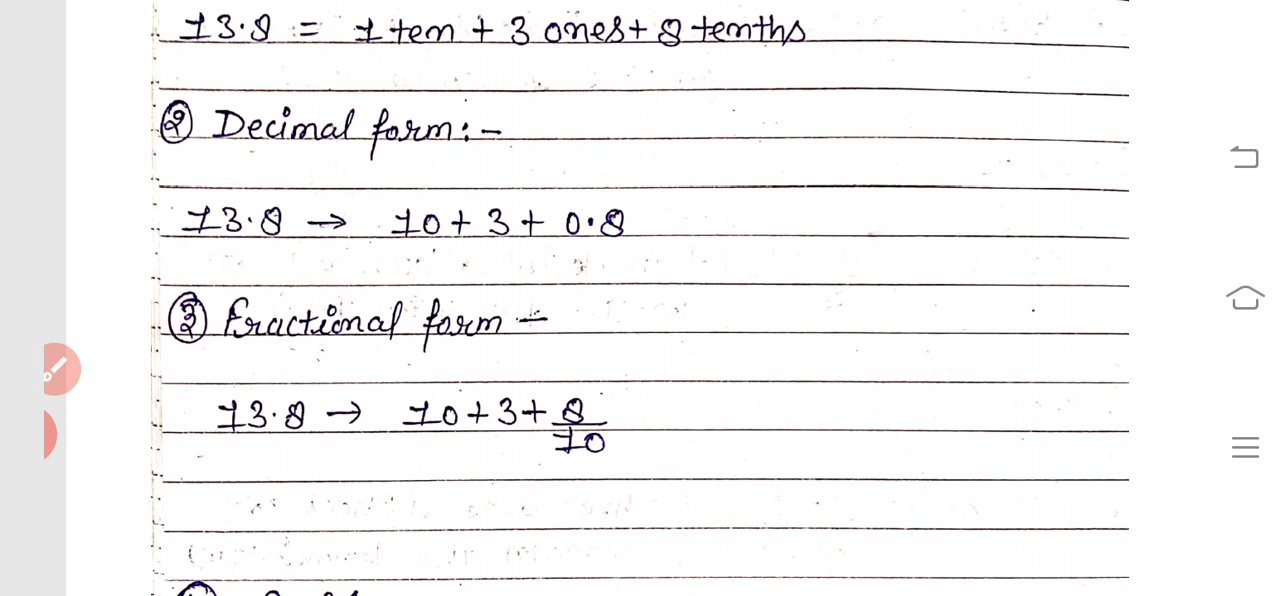 13.8 = 1 ten + 3 ones + 8 tenths
② Decimal form:-
13.8 → 10 + 3 + 0.8
③ Fractional form -
13.8 → 10 + 3 + 8/10